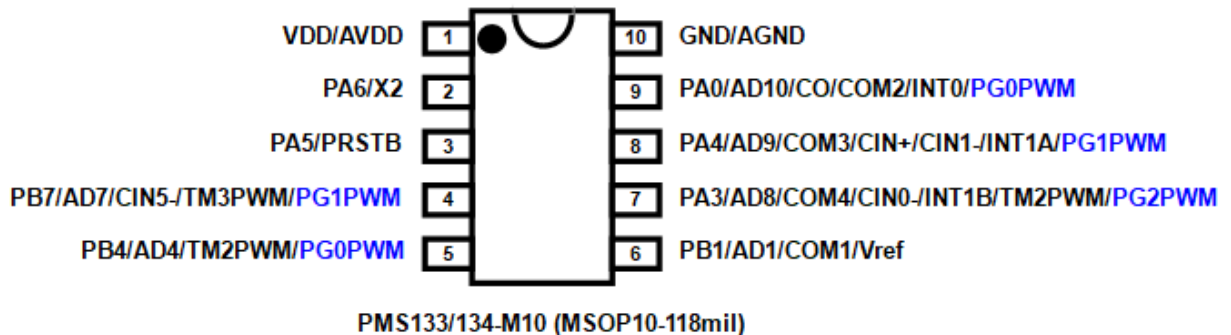 VDD/AVDD 1 10 GND/AGND
PA6/X2 2 9 PA0/AD10/CO/COM2/INT0/PG0PWM
PA5/PRSTB 3 8 PA4/AD9/COM3/CIN+/CIN1-/INT1A/PG1PWM
PB7/AD7/CIN5-/TM3PWM/PG1PWM 4 7 PA3/AD8/COM4/CIN0-/INT1B/TM2PWM/PG2PWM
PB4/AD4/TM2PWM/PG0PWM 5 6 PB1/AD1/COM1/Vref
PMS133/134-M10 (MSOP10-118mil)